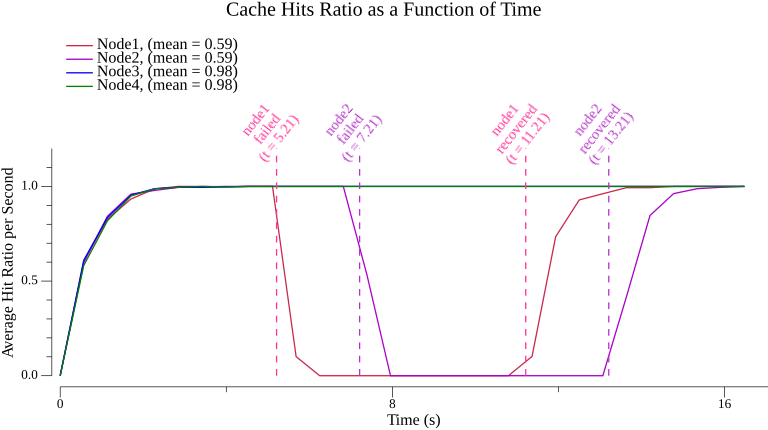 Cache Hits Ratio as a Function of Time
Node1, (mean = 0.59)
Node2, (mean = 0.59)
Node3, (mean = 0.98)
Node4, (mean = 0.98)
node1
failed
(t = 5.21)
node2
failed
(t = 7.21)
node1
recovered
(t = 11.21)
node2
recovered
(t = 13.21)
Average Hit Ratio per Second
1.0
0.5
0.0
0
8
16
Time (s)